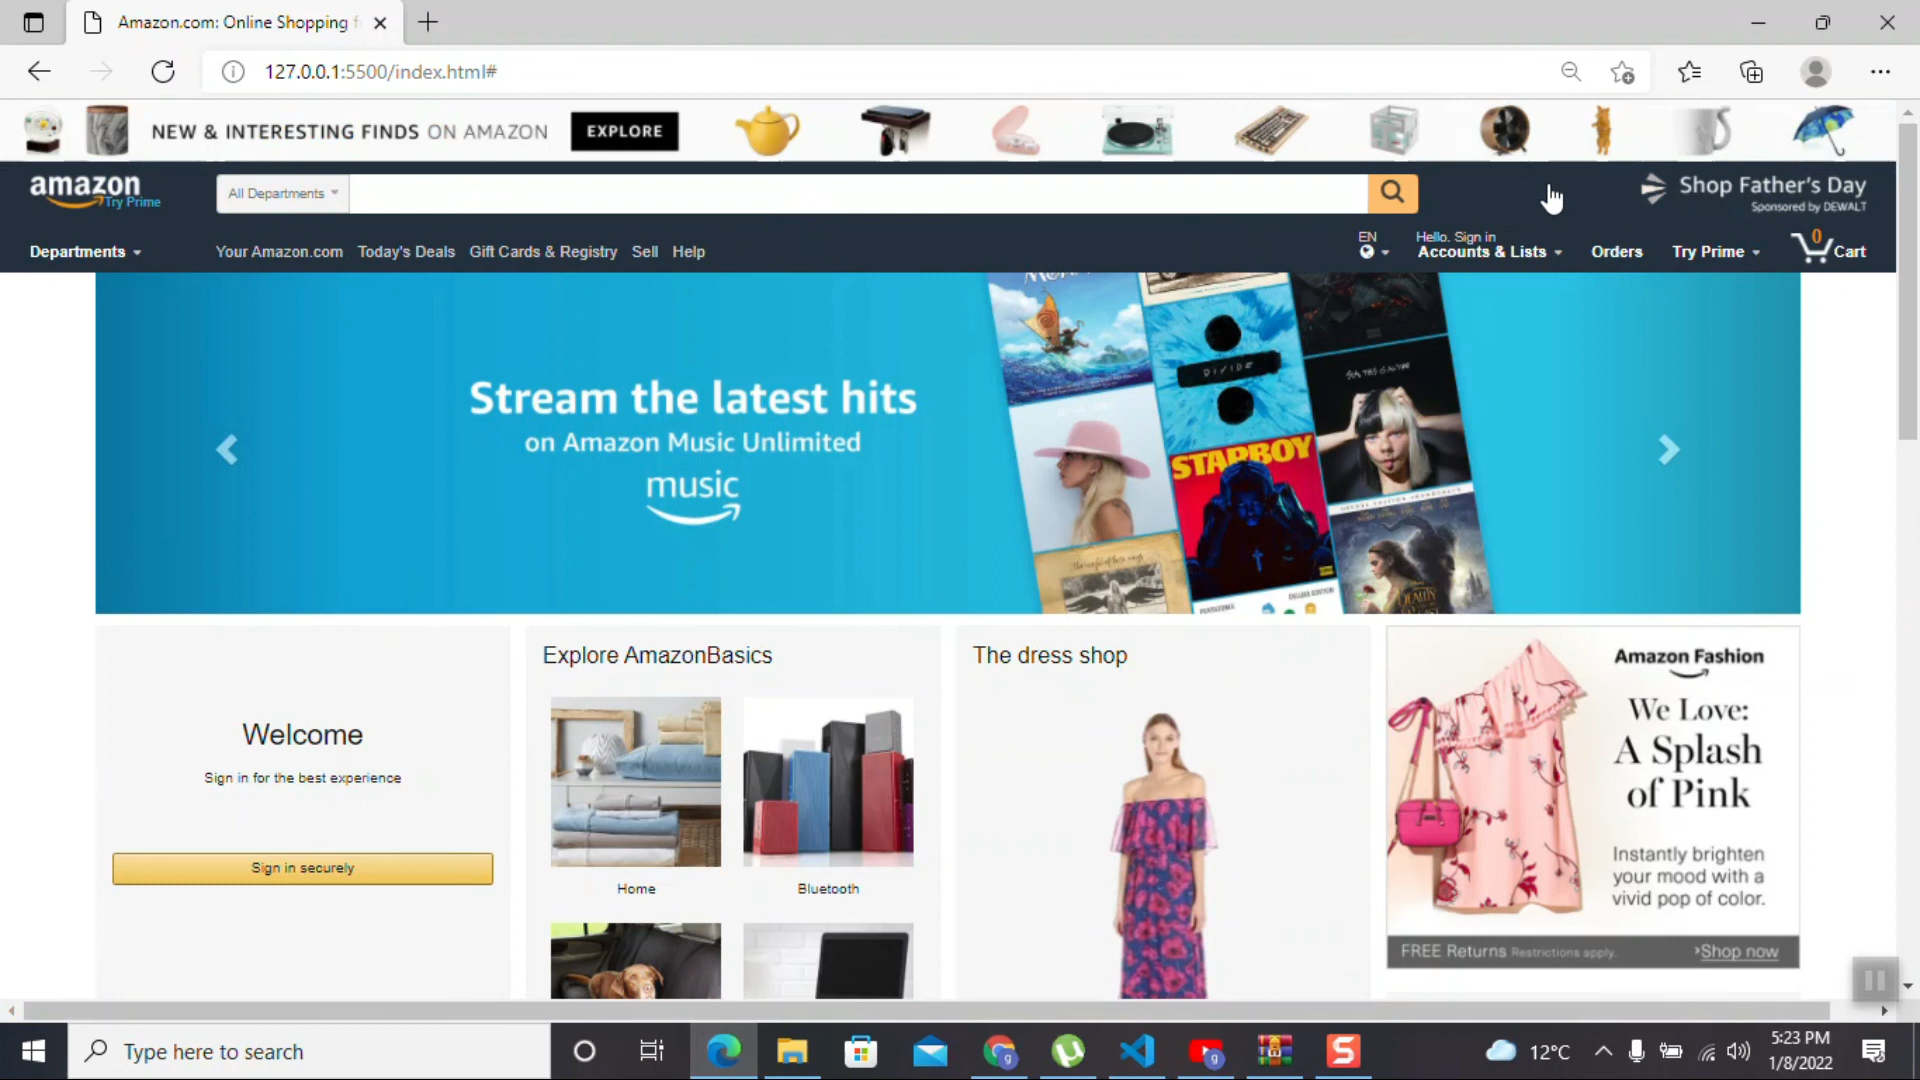 Amazon.com: Online Shopping f
127.0.0.1:5500/index.html#
NEW & INTERESTING FINDS ON AMAZON
EXPLORE
amazon
Try Prime
All Departments
Shop Father's Day
Sponsored by DEWALT
Departments
Your Amazon.com Today's Deals Gift Cards & Registry Sell Help
EN
Hello. Sign in
Accounts & Lists
Orders
Try Prime
0
Cart
Stream the latest hits
on Amazon Music Unlimited
music
DIVIDE
STARBOY
BEAUTY
Welcome
Sign in for the best experience
Sign in securely
Explore AmazonBasics
Home
Bluetooth
The dress shop
Amazon Fashion
We Love:
A Splash
of Pink
Instantly brighten
your mood with a
vivid pop of color.
FREE Returns Restrictions apply.
›Shop now
Type here to search
12°C
5:23 PM
1/8/2022